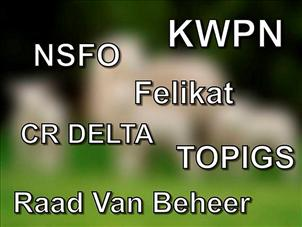 KWPN
NSFO
Felikat
CR DELTA
TOPIGS
Raad Van Beheer